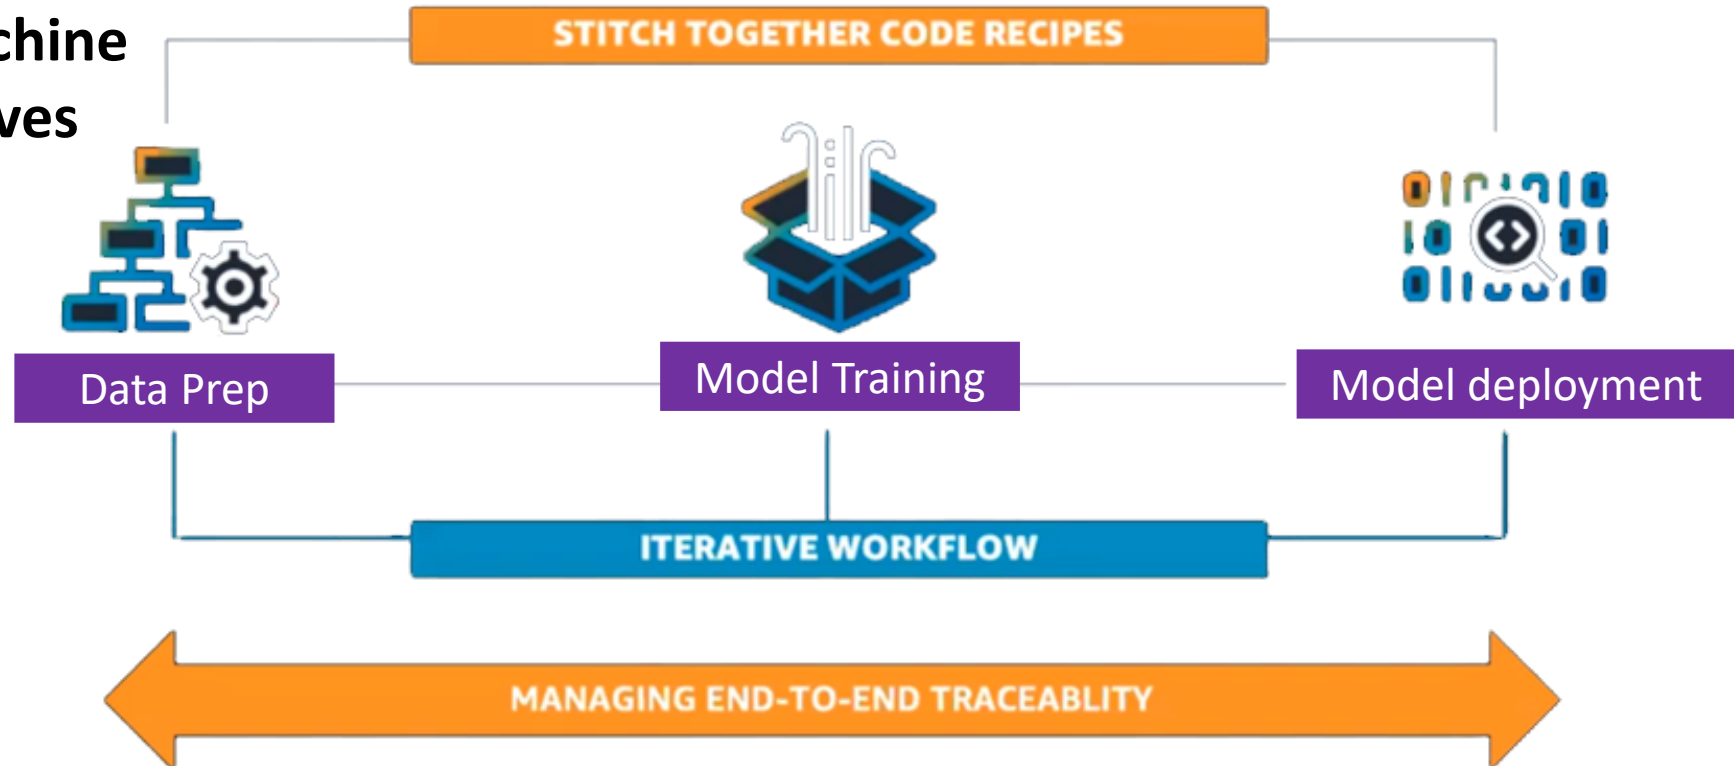 chine
ves
STITCH TOGETHER CODE RECIPES
Data Prep
Model Training
Model deployment
ITERATIVE WORKFLOW
MANAGING END-TO-END TRACEABLITY